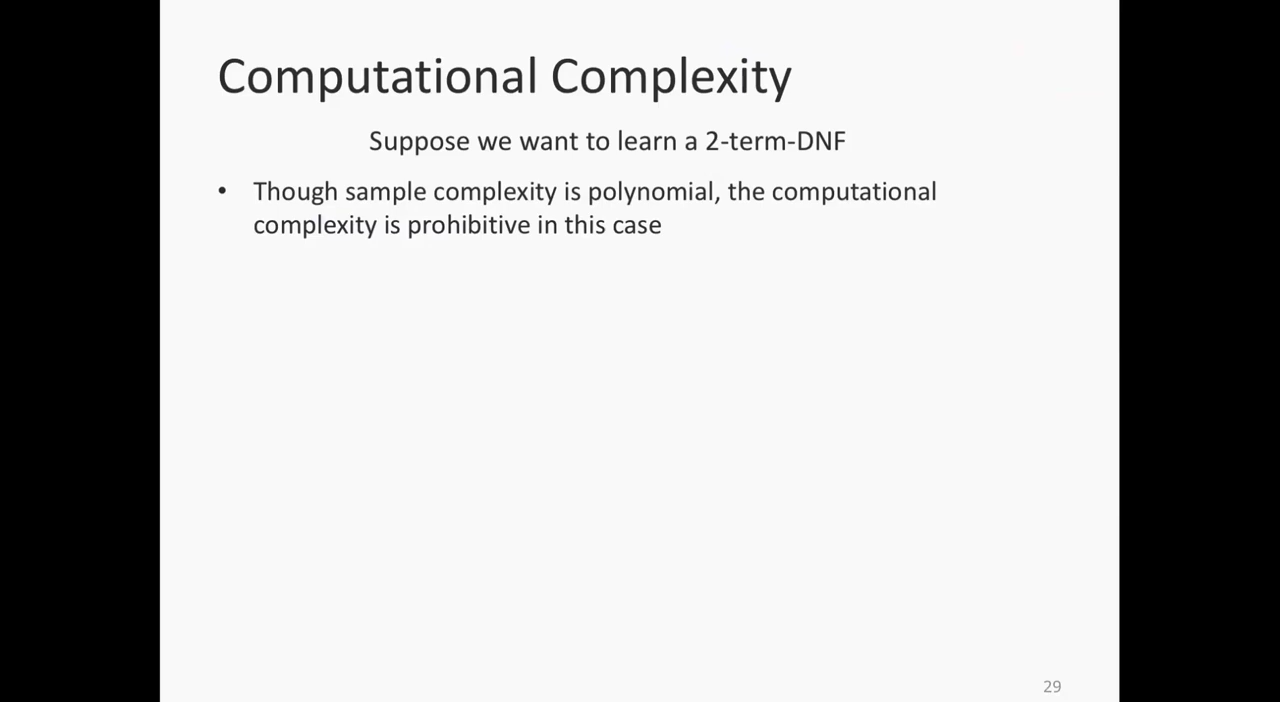 Computational Complexity
Suppose we want to learn a 2-term-DNF
• Though sample complexity is polynomial, the computational
complexity is prohibitive in this case
29